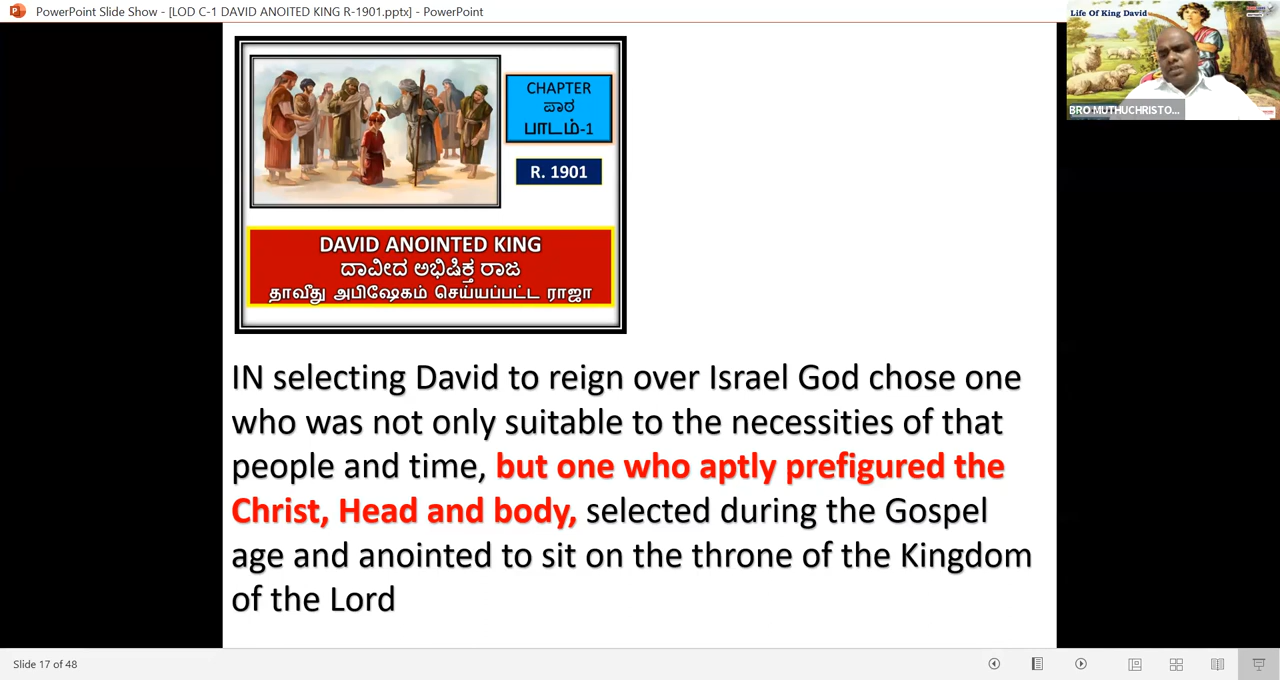 PowerPoint Slide Show - [LOD C-1 DAVID ANOITED KING R-1901.pptx] - PowerPoint
Life Of King David
BRO MUTHUCHRISTO...
CHAPTER
ಪಾಠ
பாடம்-1
R. 1901
DAVID ANOINTED KING
ದಾವೀದ ಅಭಿಷಿಕ್ತ ರಾಜ
தாவீது அபிஷேகம் செய்யப்பட்ட ராஜா
IN selecting David to reign over Israel God chose one
who was not only suitable to the necessities of that
people and time, but one who aptly prefigured the
Christ, Head and body, selected during the Gospel
age and anointed to sit on the throne of the Kingdom
of the Lord
Slide 17 of 48